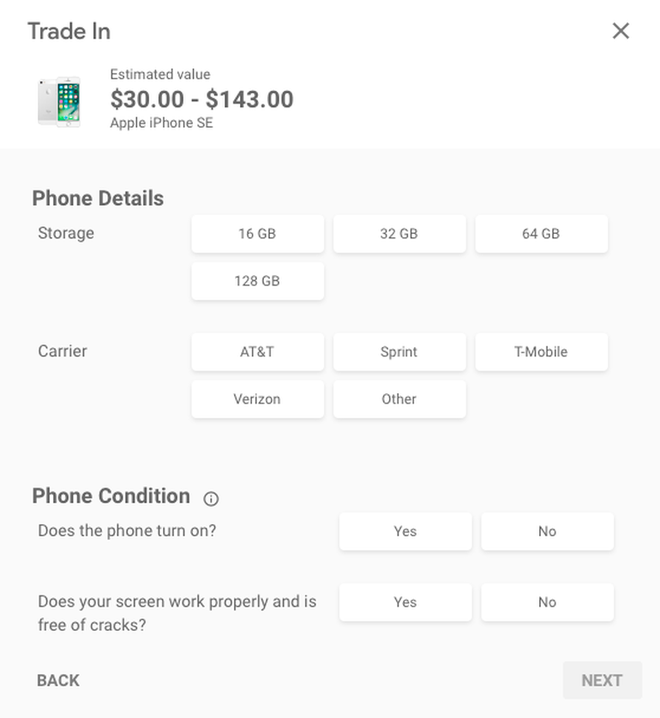 Trade In
Estimated value
$30.00 - $143.00
Apple iPhone SE
Phone Details
Storage
16 GB
32 GB
64 GB
128 GB
Carrier
AT&T
Sprint
T-Mobile
Verizon
Other
Phone Condition
Does the phone turn on?
Yes
No
Does your screen work properly and is
free of cracks?
Yes
No
BACK
NEXT